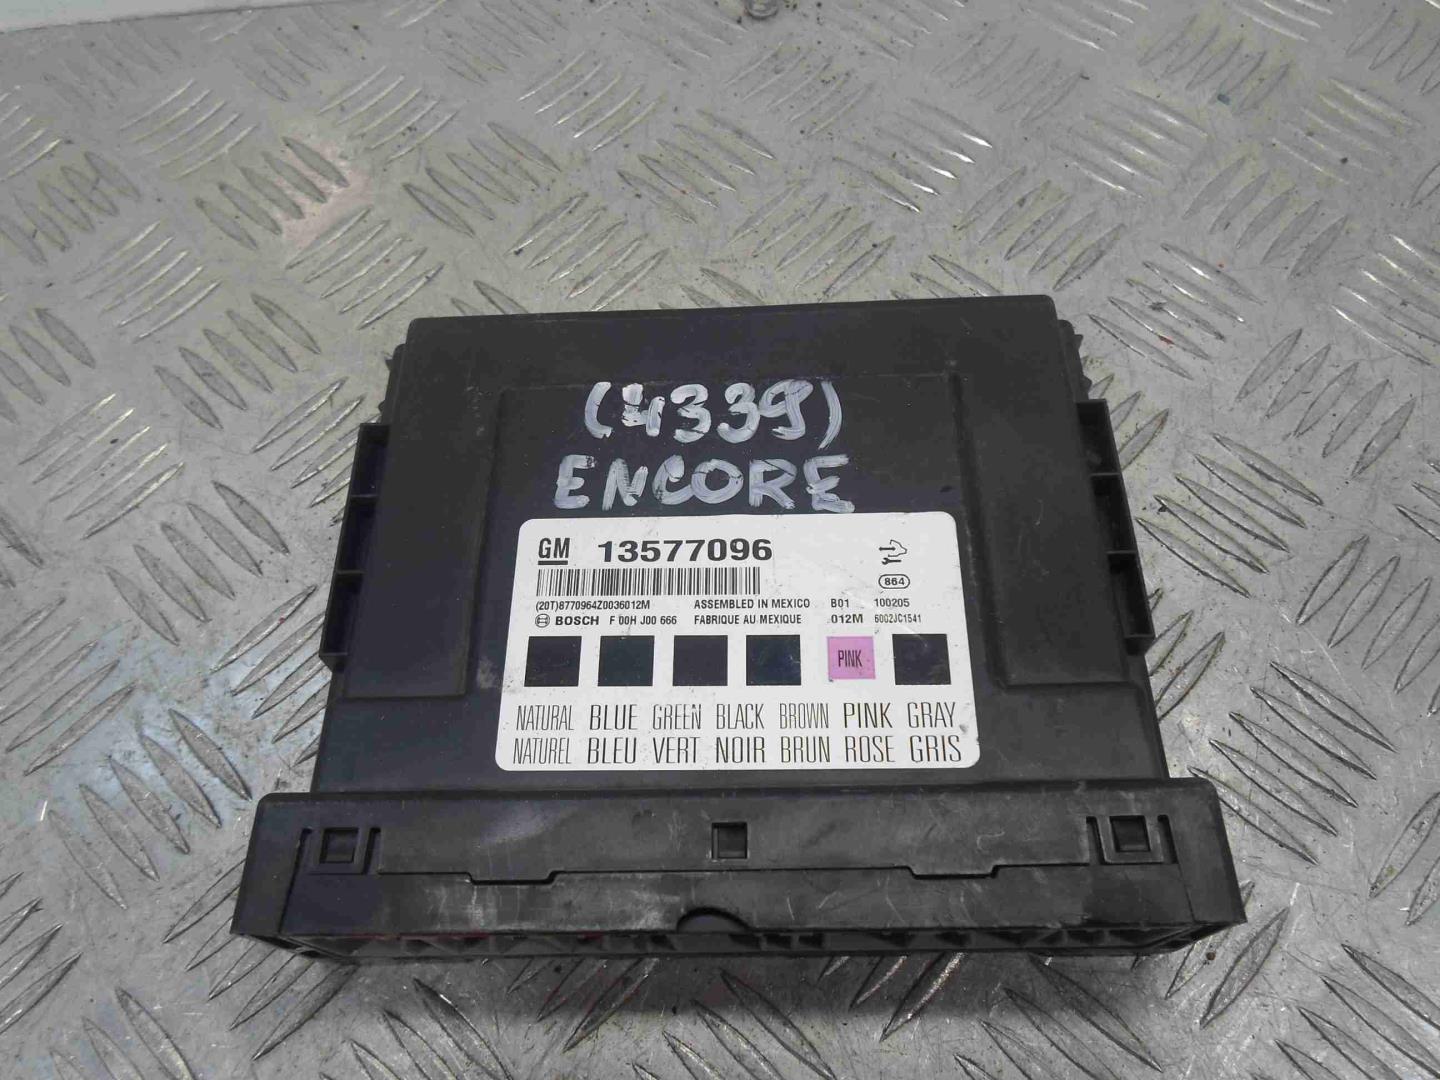 (4339)
ENCORE
GM 13577096
864
(20T)8770964Z0036012M ASSEMBLED IN MEXICO B01 100205
BOSCH F 00H J00 666 FABRIQUE AU MEXIQUE 012M 6002JC1541
PINK
NATURAL BLUE GREEN BLACK BROWN PINK GRAY
NATUREL BLEU VERT NOIR BRUN ROSE GRIS